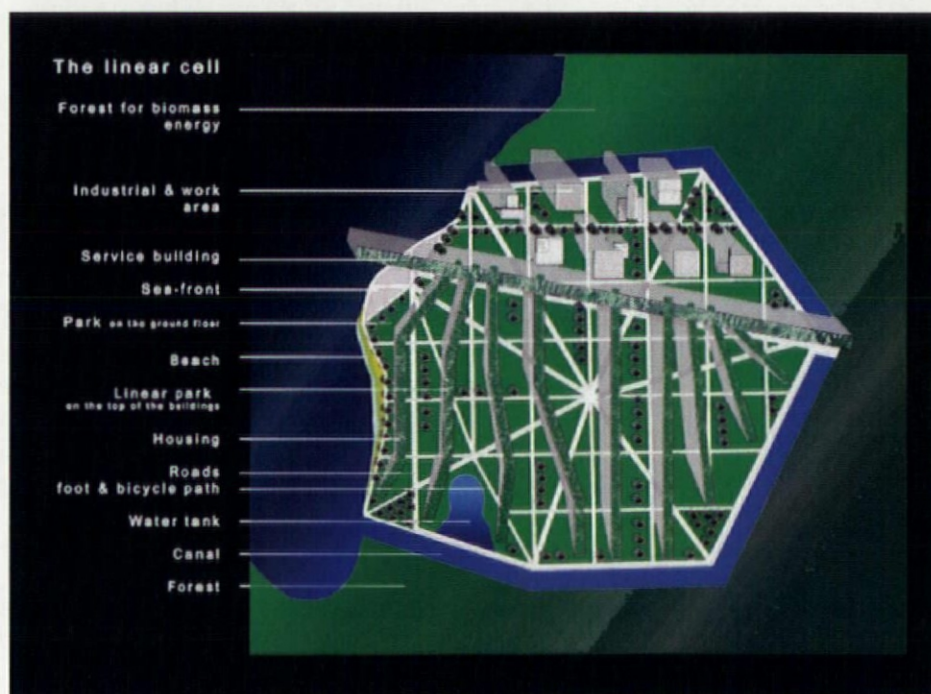 The linear cell
Forest for biomass
energy
Industrial & work
area
Service building
Sea-front
Park on the ground floor
Beach
Linear park
on the top of the buildings
Housing
Roads
foot & bicycle path
Water tank
Canal
Forest